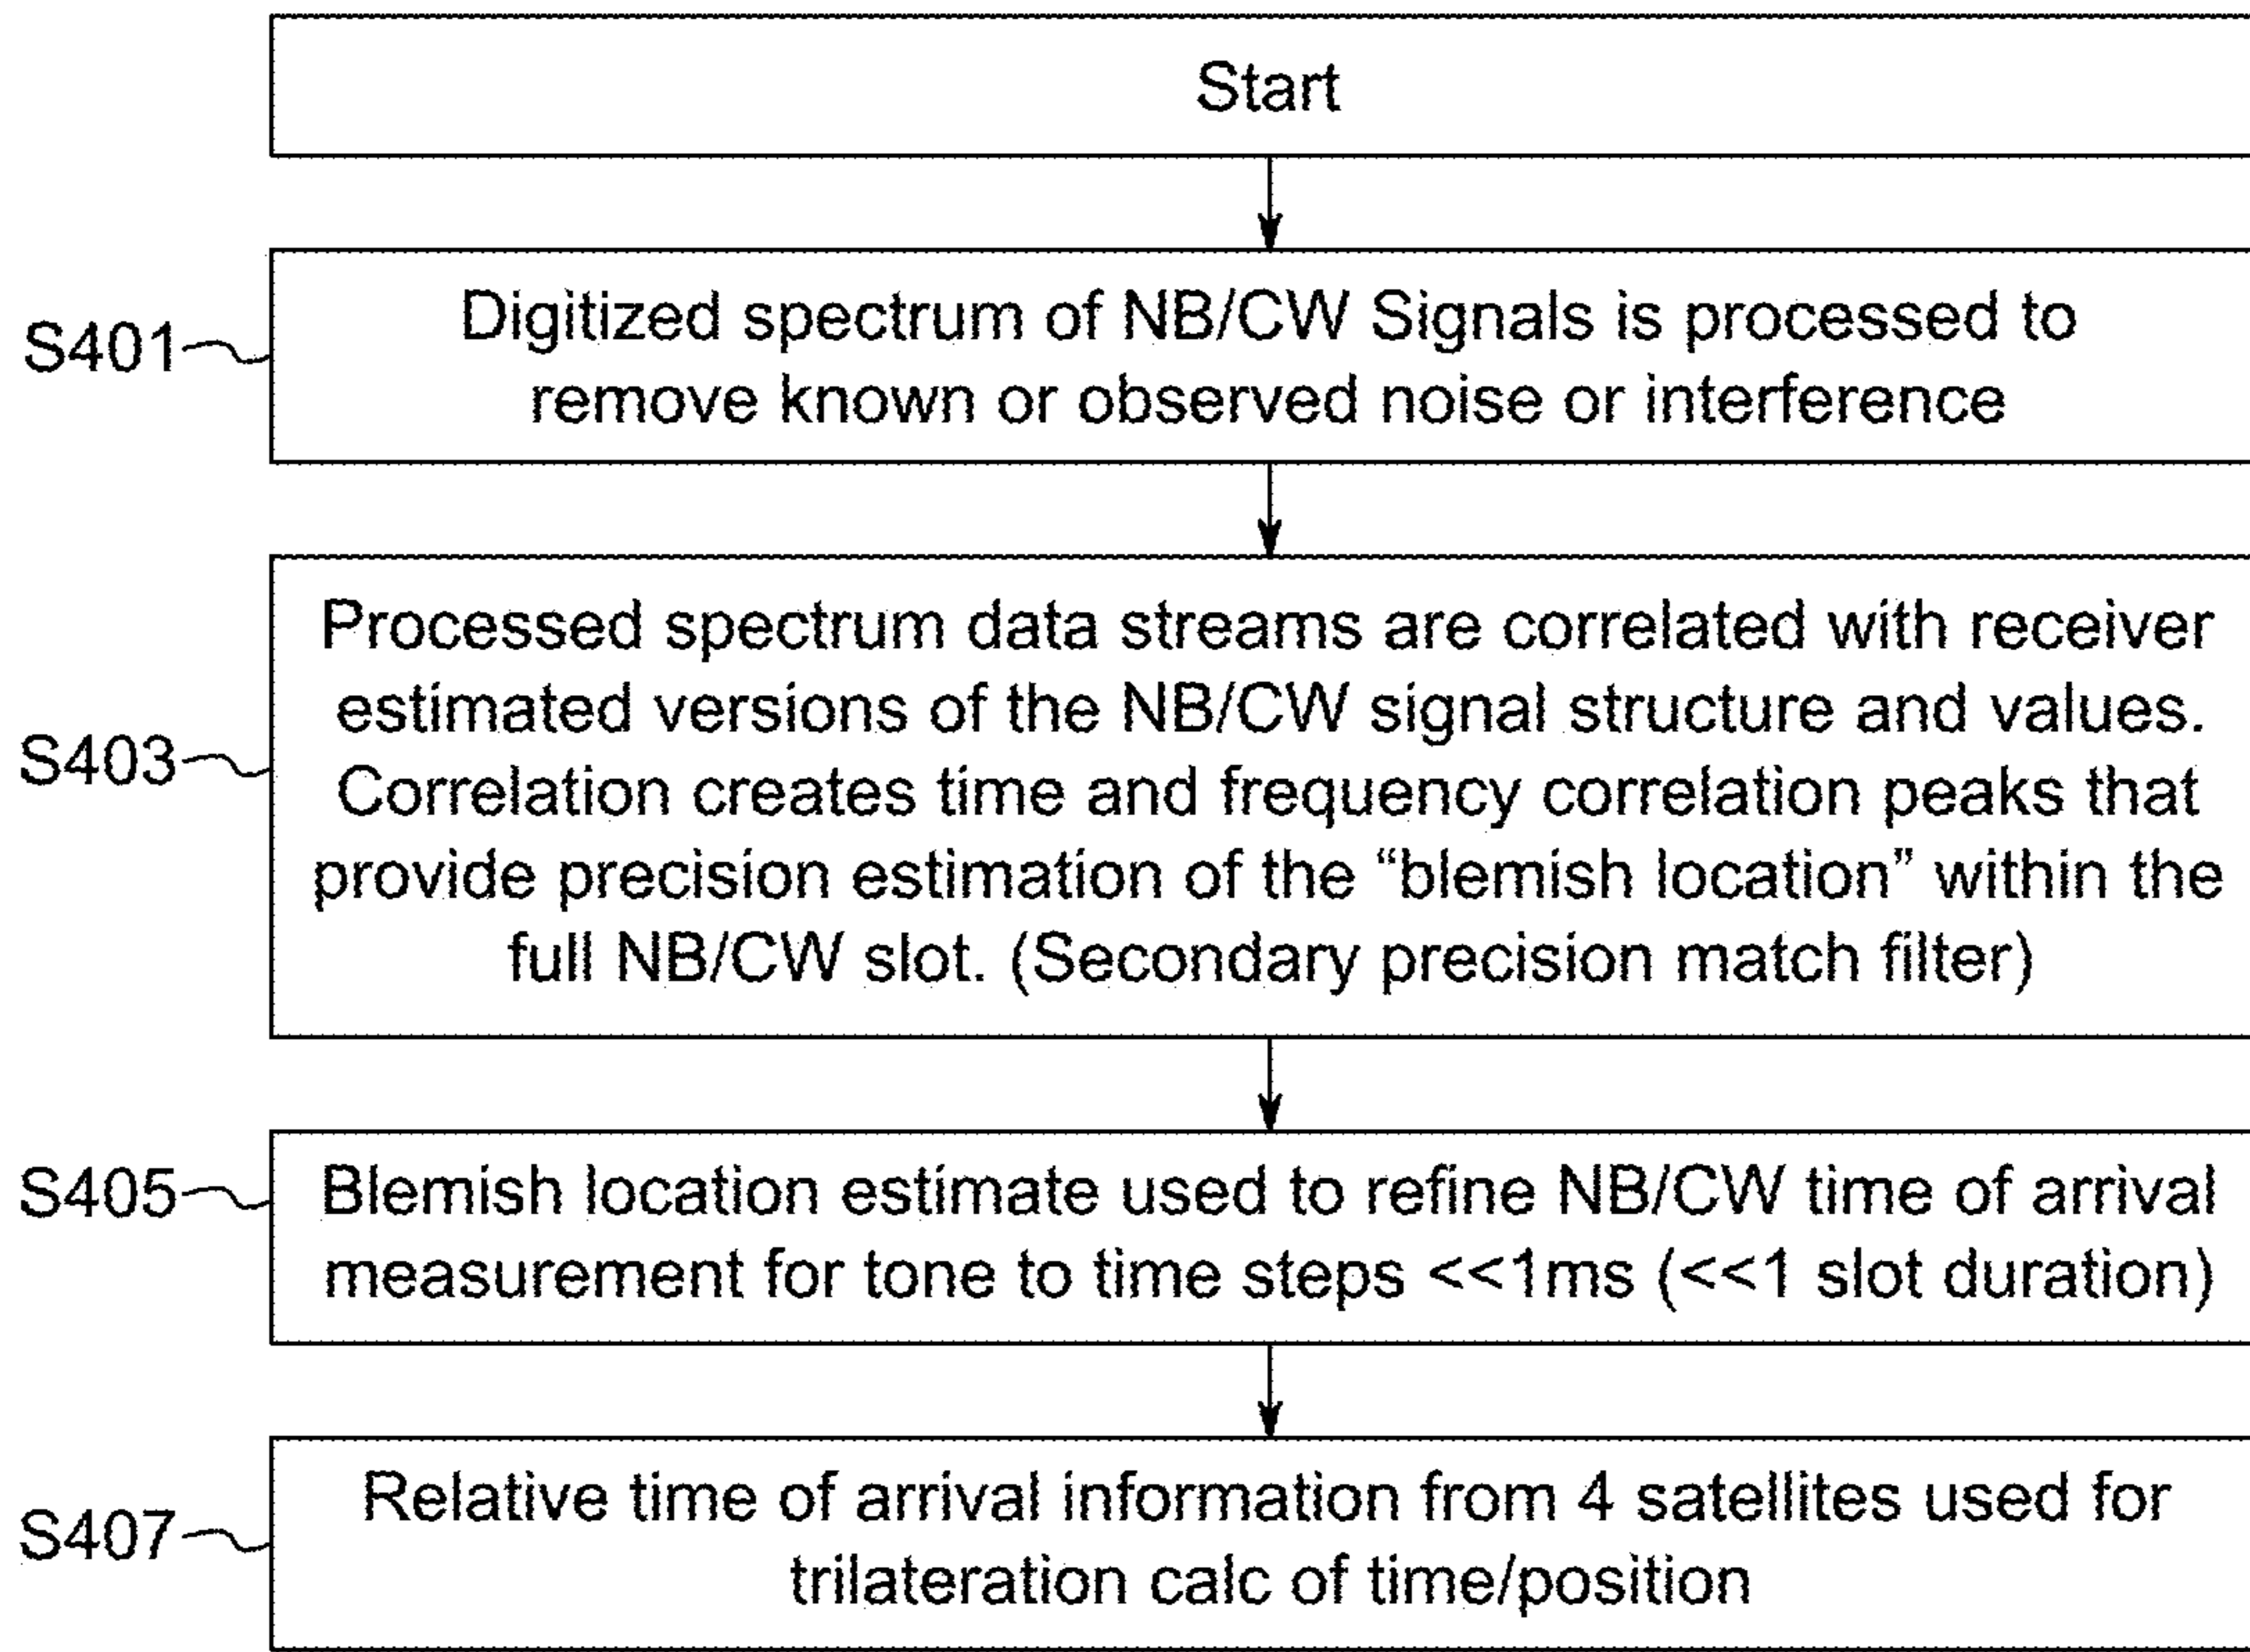 Start
S401
Digitized spectrum of NB/CW Signals is processed to
remove known or observed noise or interference
S403
Processed spectrum data streams are correlated with receiver
estimated versions of the NB/CW signal structure and values.
Correlation creates time and frequency correlation peaks that
provide precision estimation of the “blemish location” within the
full NB/CW slot. (Secondary precision match filter)
S405
Blemish location estimate used to refine NB/CW time of arrival
measurement for tone to time steps <<1ms (<<1 slot duration)
S407
Relative time of arrival information from 4 satellites used for
trilateration calc of time/position